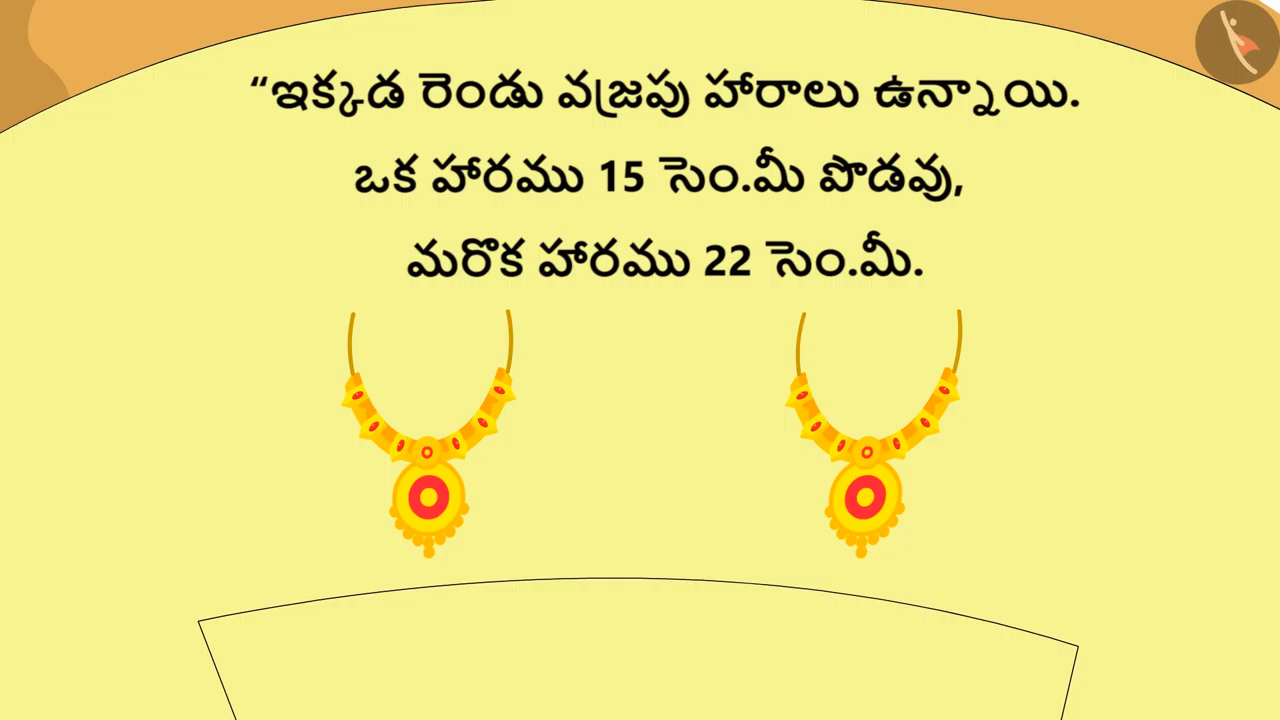 “ఇక్కడ రెండు వజ్రపు హారాలు ఉన్నాయి.
ఒక హారము 15 సెం.మీ పొడవు,
మరొక హారము 22 సెం.మీ.